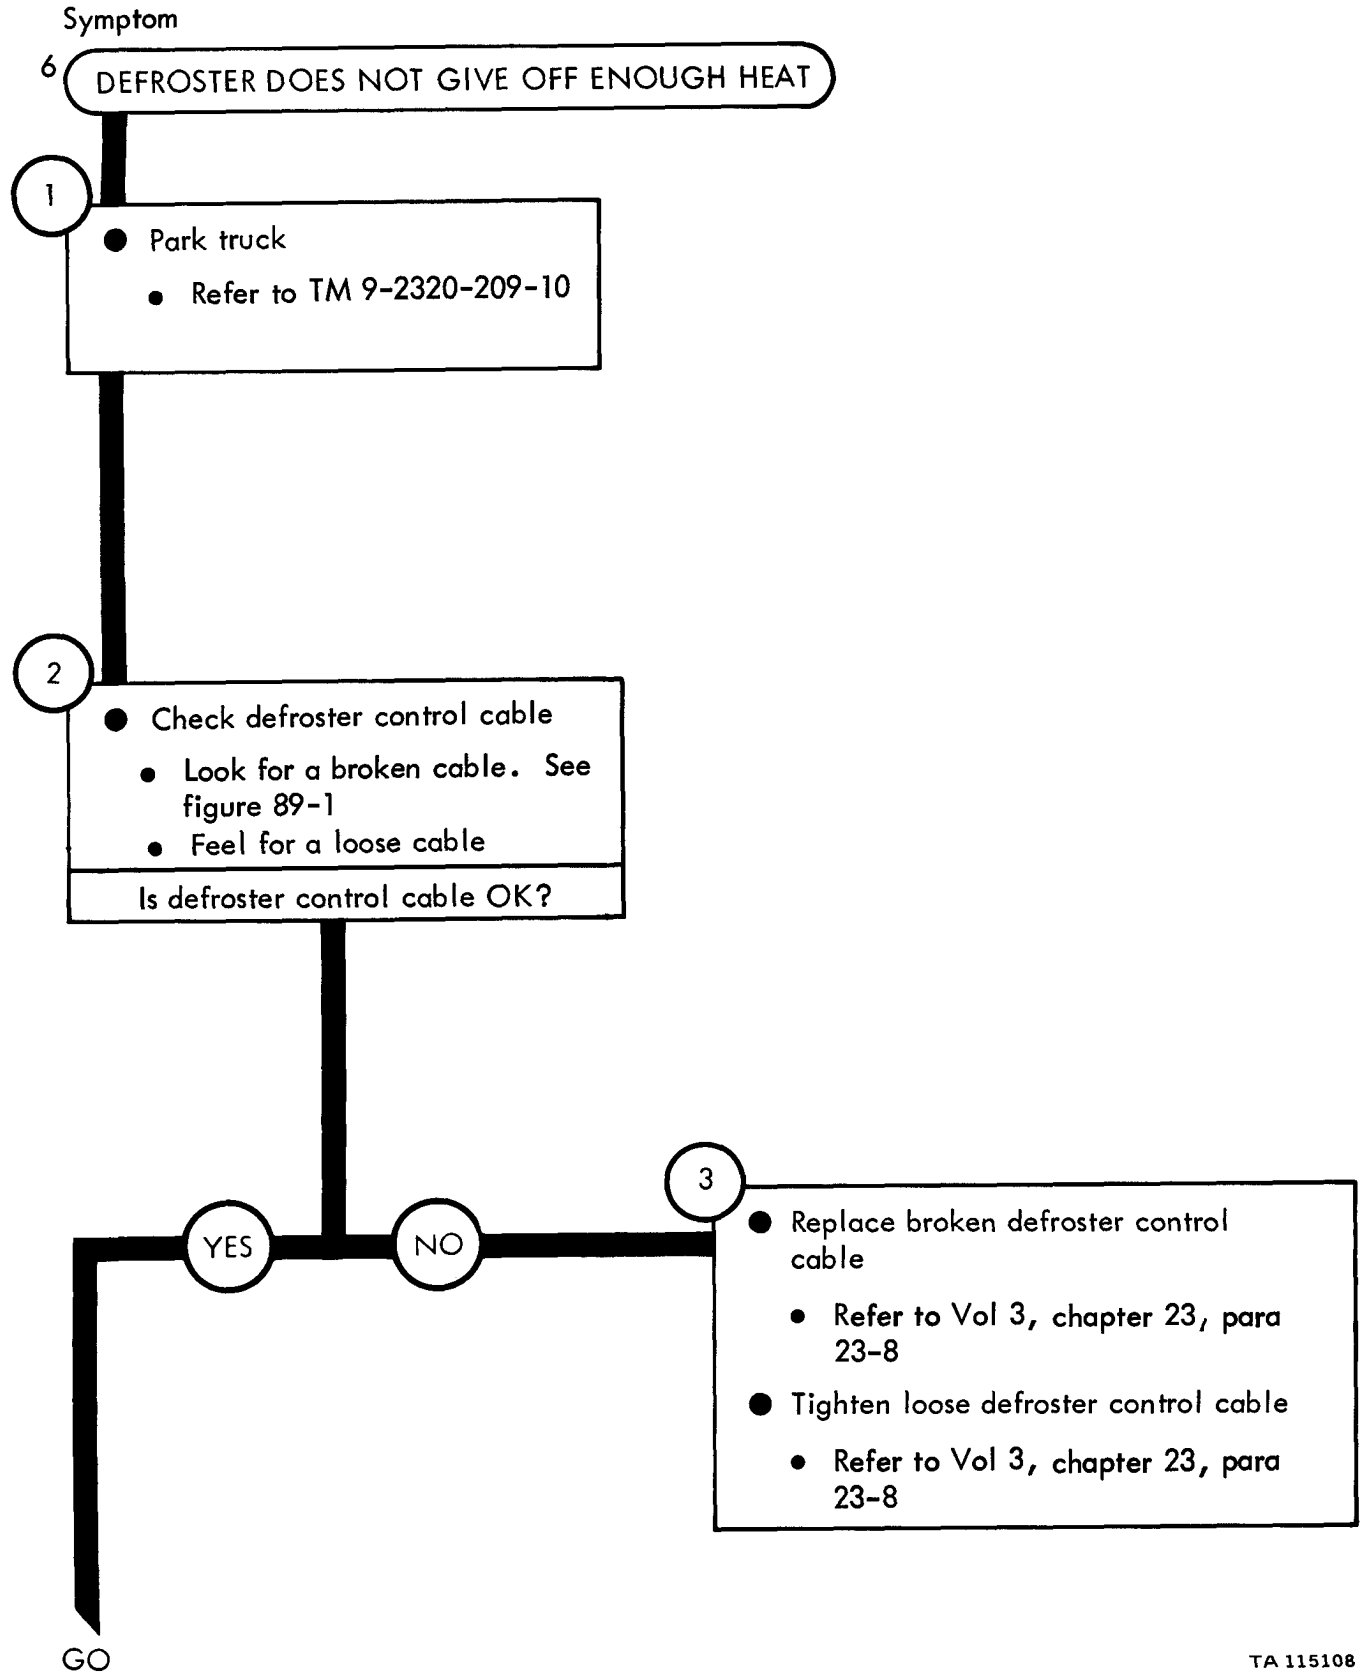 Symptom
6
DEFROSTER DOES NOT GIVE OFF ENOUGH HEAT
1
● Park truck
● Refer to TM 9-2320-209-10
2
● Check defroster control cable
● Look for a broken cable. See
figure 89-1
● Feel for a loose cable
Is defroster control cable OK?
YES
NO
3
● Replace broken defroster control
cable
● Refer to Vol 3, chapter 23, para
23-8
● Tighten loose defroster control cable
● Refer to Vol 3, chapter 23, para
23-8
GO
TA 115108